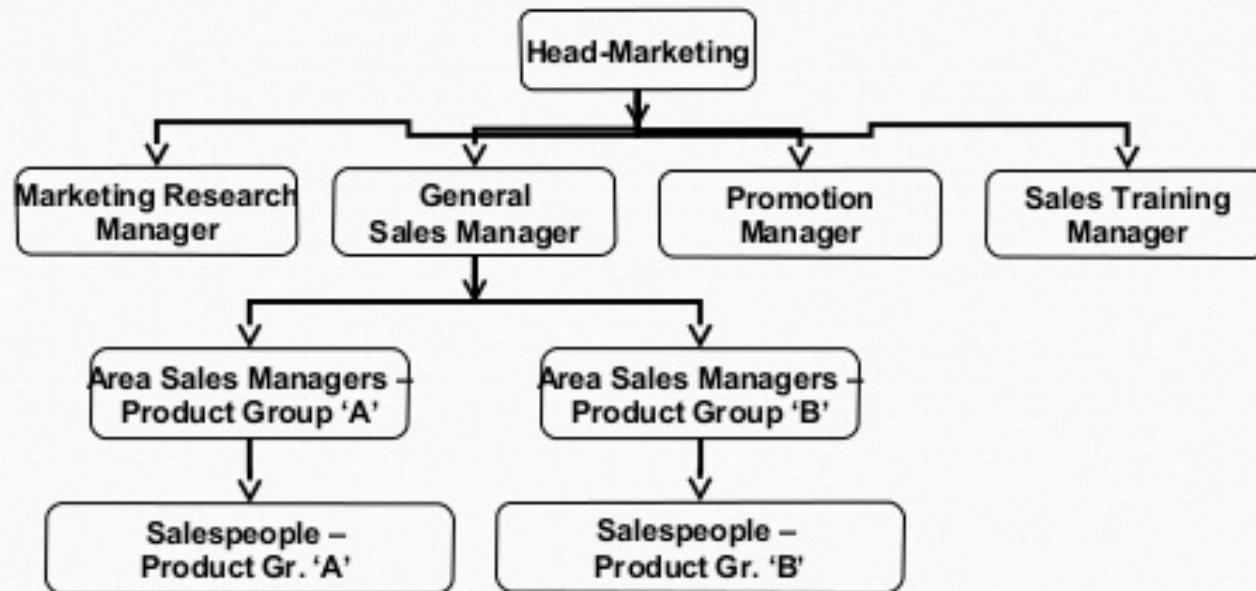 Head-Marketing
Marketing Research
Manager
General
Sales Manager
Promotion
Manager
Sales Training
Manager
Area Sales Managers –
Product Group ‘A’
Area Sales Managers –
Product Group ‘B’
Salespeople –
Product Gr. ‘A’
Salespeople –
Product Gr. ‘B’